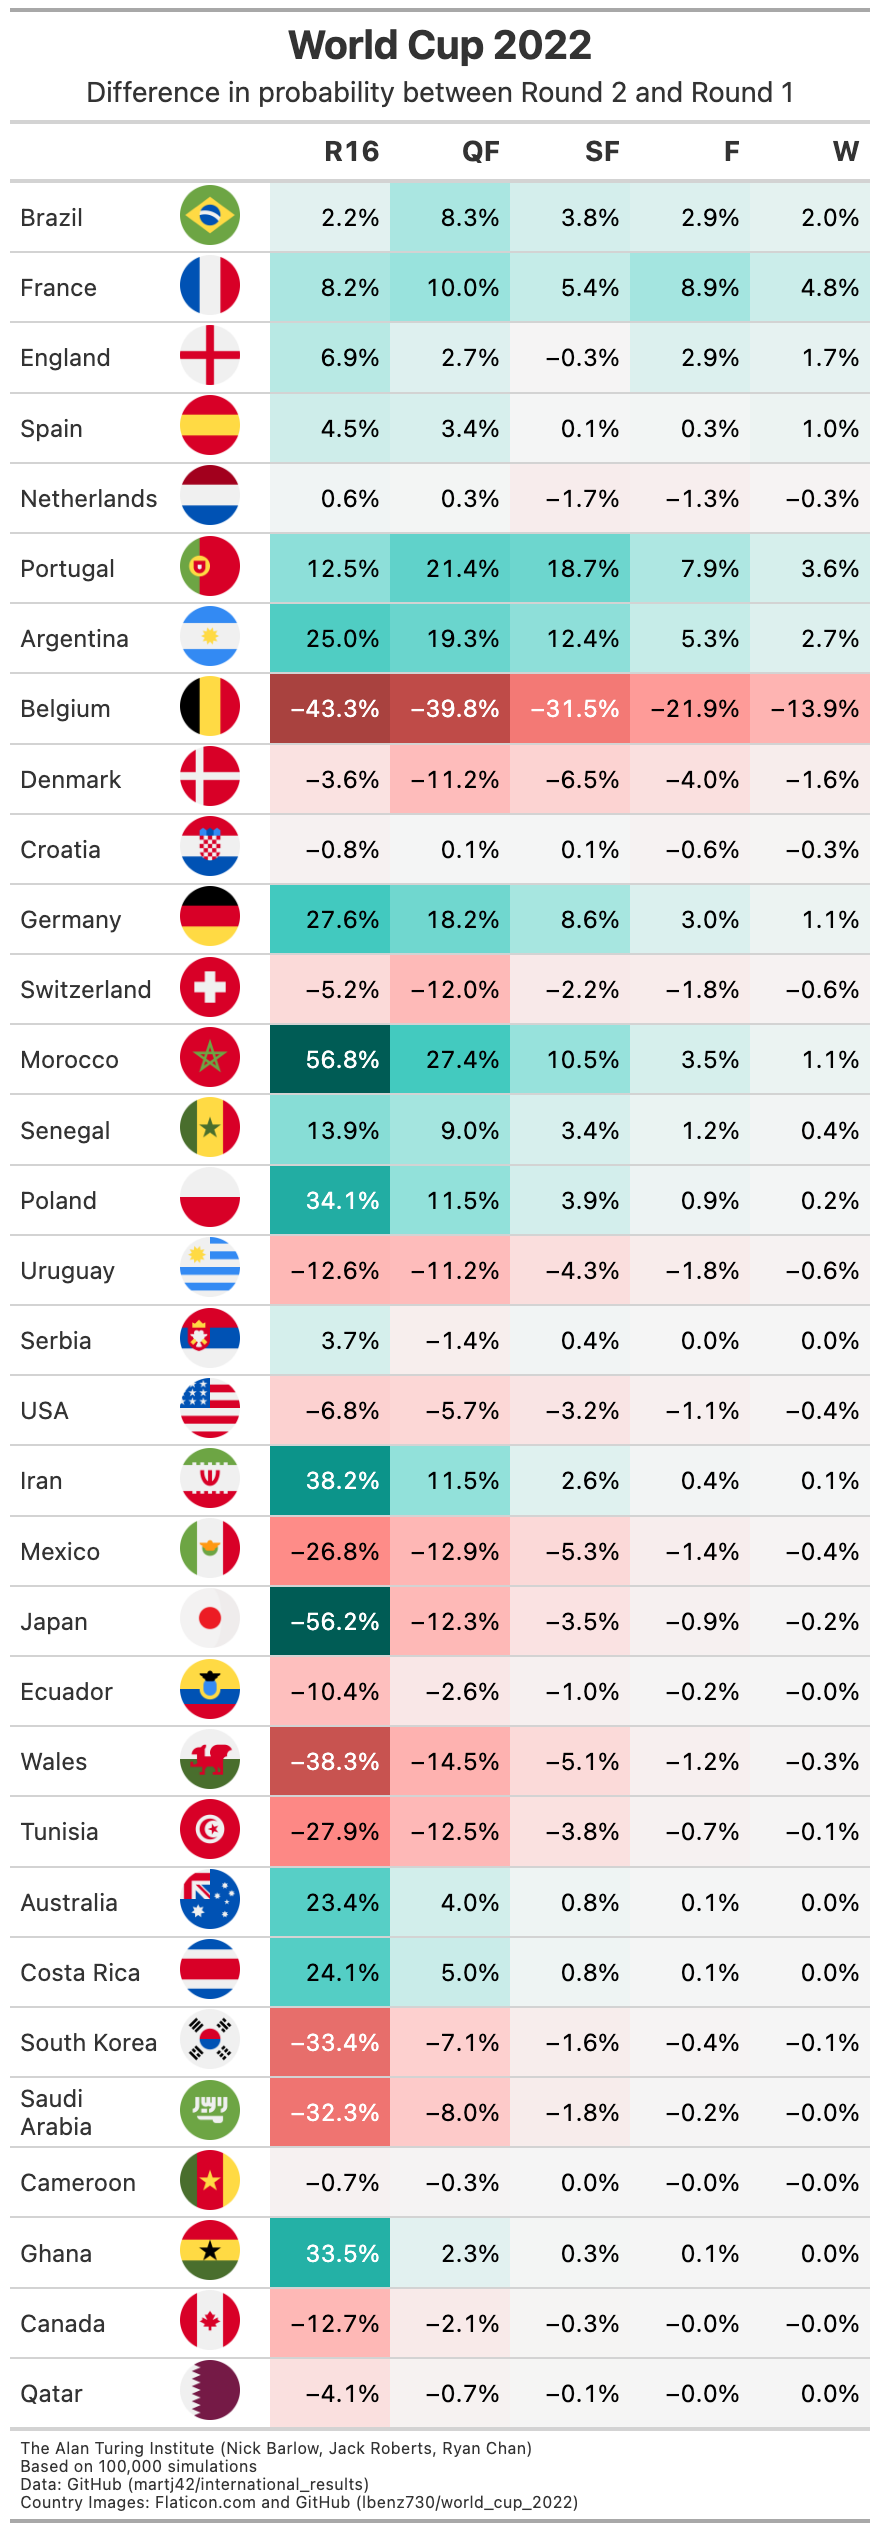 World Cup 2022
Difference in probability between Round 2 and Round 1
R16 QF SF F W
Brazil 2.2% 8.3% 3.8% 2.9% 2.0%
France 8.2% 10.0% 5.4% 8.9% 4.8%
England 6.9% 2.7% −0.3% 2.9% 1.7%
Spain 4.5% 3.4% 0.1% 0.3% 1.0%
Netherlands 0.6% 0.3% −1.7% −1.3% −0.3%
Portugal 12.5% 21.4% 18.7% 7.9% 3.6%
Argentina 25.0% 19.3% 12.4% 5.3% 2.7%
Belgium −43.3% −39.8% −31.5% −21.9% −13.9%
Denmark −3.6% −11.2% −6.5% −4.0% −1.6%
Croatia −0.8% 0.1% 0.1% −0.6% −0.3%
Germany 27.6% 18.2% 8.6% 3.0% 1.1%
Switzerland −5.2% −12.0% −2.2% −1.8% −0.6%
Morocco 56.8% 27.4% 10.5% 3.5% 1.1%
Senegal 13.9% 9.0% 3.4% 1.2% 0.4%
Poland 34.1% 11.5% 3.9% 0.9% 0.2%
Uruguay −12.6% −11.2% −4.3% −1.8% −0.6%
Serbia 3.7% −1.4% 0.4% 0.0% 0.0%
USA −6.8% −5.7% −3.2% −1.1% −0.4%
Iran 38.2% 11.5% 2.6% 0.4% 0.1%
Mexico −26.8% −12.9% −5.3% −1.4% −0.4%
Japan −56.2% −12.3% −3.5% −0.9% −0.2%
Ecuador −10.4% −2.6% −1.0% −0.2% −0.0%
Wales −38.3% −14.5% −5.1% −1.2% −0.3%
Tunisia −27.9% −12.5% −3.8% −0.7% −0.1%
Australia 23.4% 4.0% 0.8% 0.1% 0.0%
Costa Rica 24.1% 5.0% 0.8% 0.1% 0.0%
South Korea −33.4% −7.1% −1.6% −0.4% −0.1%
Saudi
Arabia −32.3% −8.0% −1.8% −0.2% −0.0%
Cameroon −0.7% −0.3% 0.0% −0.0% −0.0%
Ghana 33.5% 2.3% 0.3% 0.1% 0.0%
Canada −12.7% −2.1% −0.3% −0.0% −0.0%
Qatar −4.1% −0.7% −0.1% −0.0% 0.0%
The Alan Turing Institute (Nick Barlow, Jack Roberts, Ryan Chan)
Based on 100,000 simulations
Data: GitHub (martj42/international_results)
Country Images: Flaticon.com and GitHub (lbenz730/world_cup_2022)